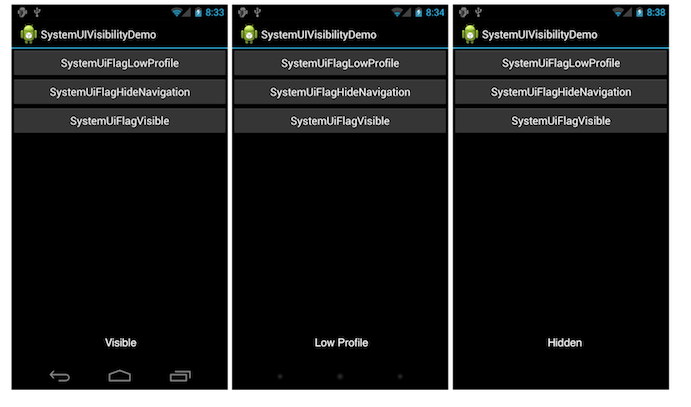 8:33
SystemUIVisibilityDemo
SystemUiFlagLowProfile
SystemUiFlagHideNavigation
SystemUiFlagVisible
Visible
8:34
SystemUIVisibilityDemo
SystemUiFlagLowProfile
SystemUiFlagHideNavigation
SystemUiFlagVisible
Low Profile
8:38
SystemUIVisibilityDemo
SystemUiFlagLowProfile
SystemUiFlagHideNavigation
SystemUiFlagVisible
Hidden